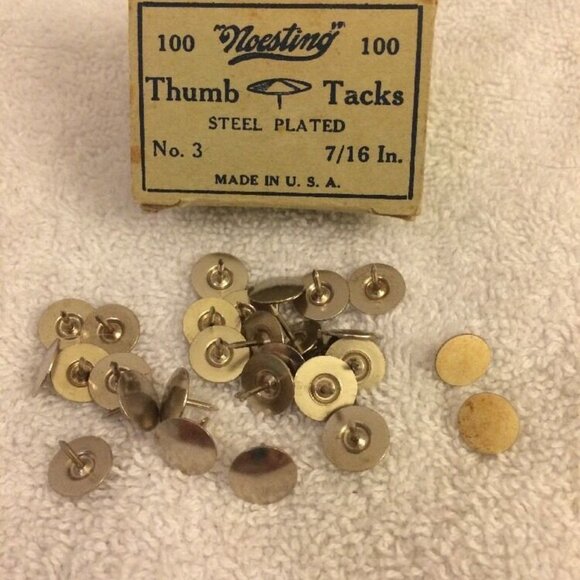 100 "Noesting" 100
Thumb Tacks
STEEL PLATED
No. 3 7/16 In.
MADE IN U. S. A.